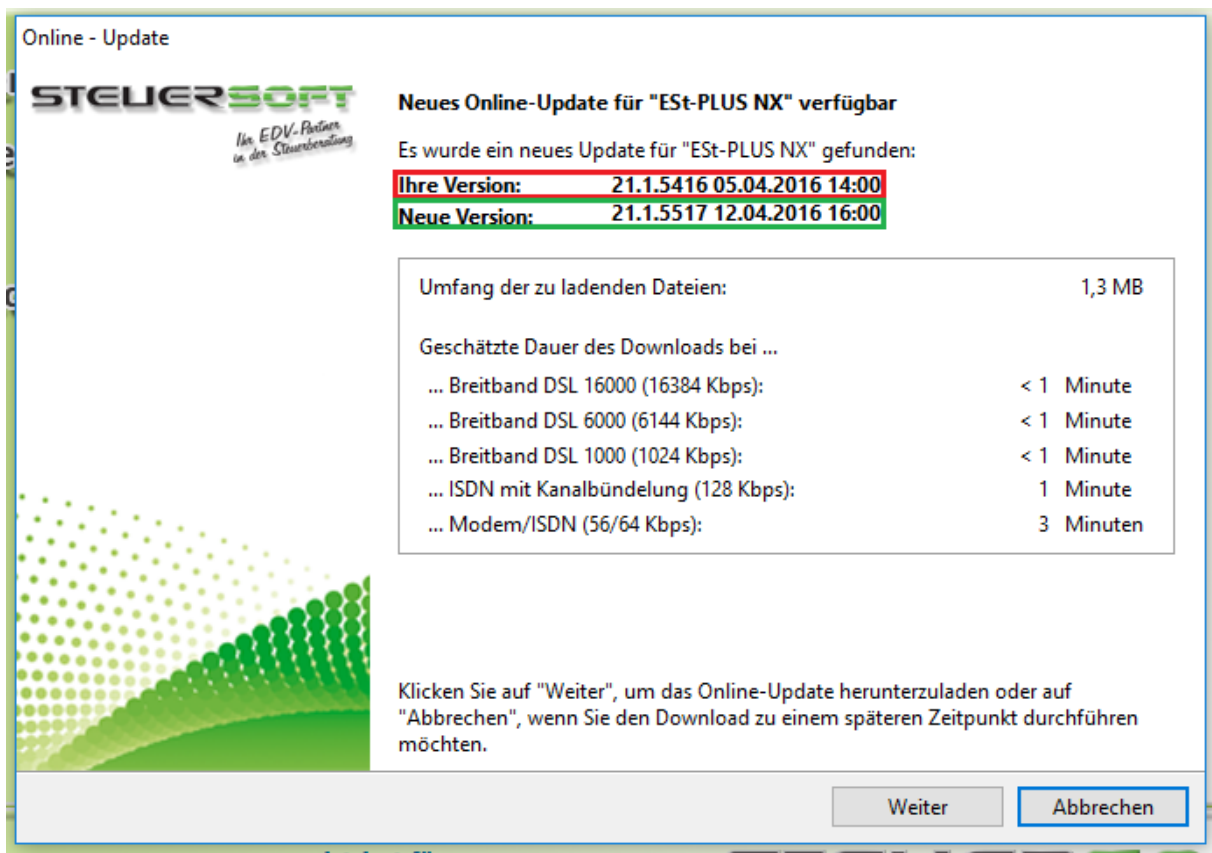 Online - Update
STEUERSOFT
Ihr EDV-Partner
in der Steuerberatung
Neues Online-Update für "ESt-PLUS NX" verfügbar
Es wurde ein neues Update für "ESt-PLUS NX" gefunden:
Ihre Version: 21.1.5416 05.04.2016 14:00
Neue Version: 21.1.5517 12.04.2016 16:00
Umfang der zu ladenden Dateien: 1,3 MB
Geschätzte Dauer des Downloads bei ...
... Breitband DSL 16000 (16384 Kbps): < 1 Minute
... Breitband DSL 6000 (6144 Kbps): < 1 Minute
... Breitband DSL 1000 (1024 Kbps): < 1 Minute
... ISDN mit Kanalbündelung (128 Kbps): 1 Minute
... Modem/ISDN (56/64 Kbps): 3 Minuten
Klicken Sie auf "Weiter", um das Online-Update herunterzuladen oder auf
"Abbrechen", wenn Sie den Download zu einem späteren Zeitpunkt durchführen
möchten.
Weiter Abbrechen